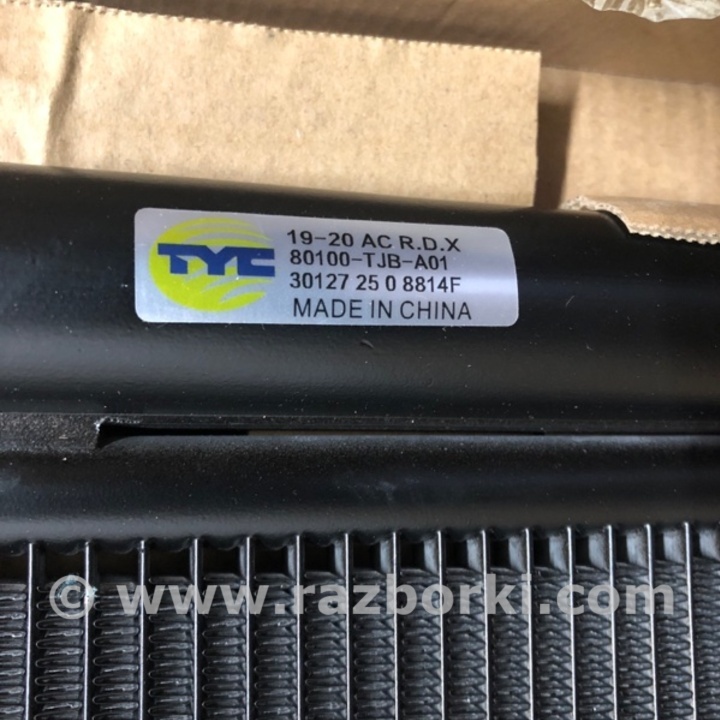 TYC
19-20 AC R.D.X
80100-TJB-A01
30127 25 0 8814F
MADE IN CHINA
© www.razborki.com